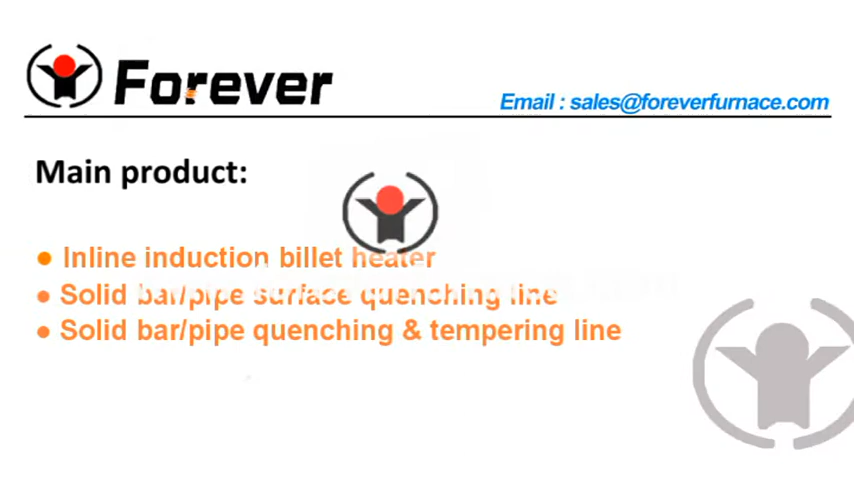 Forever
Email : sales@foreverfurnace.com
Main product:
Inline induction billet heater
Solid bar/pipe surface quenching line
Solid bar/pipe quenching & tempering line